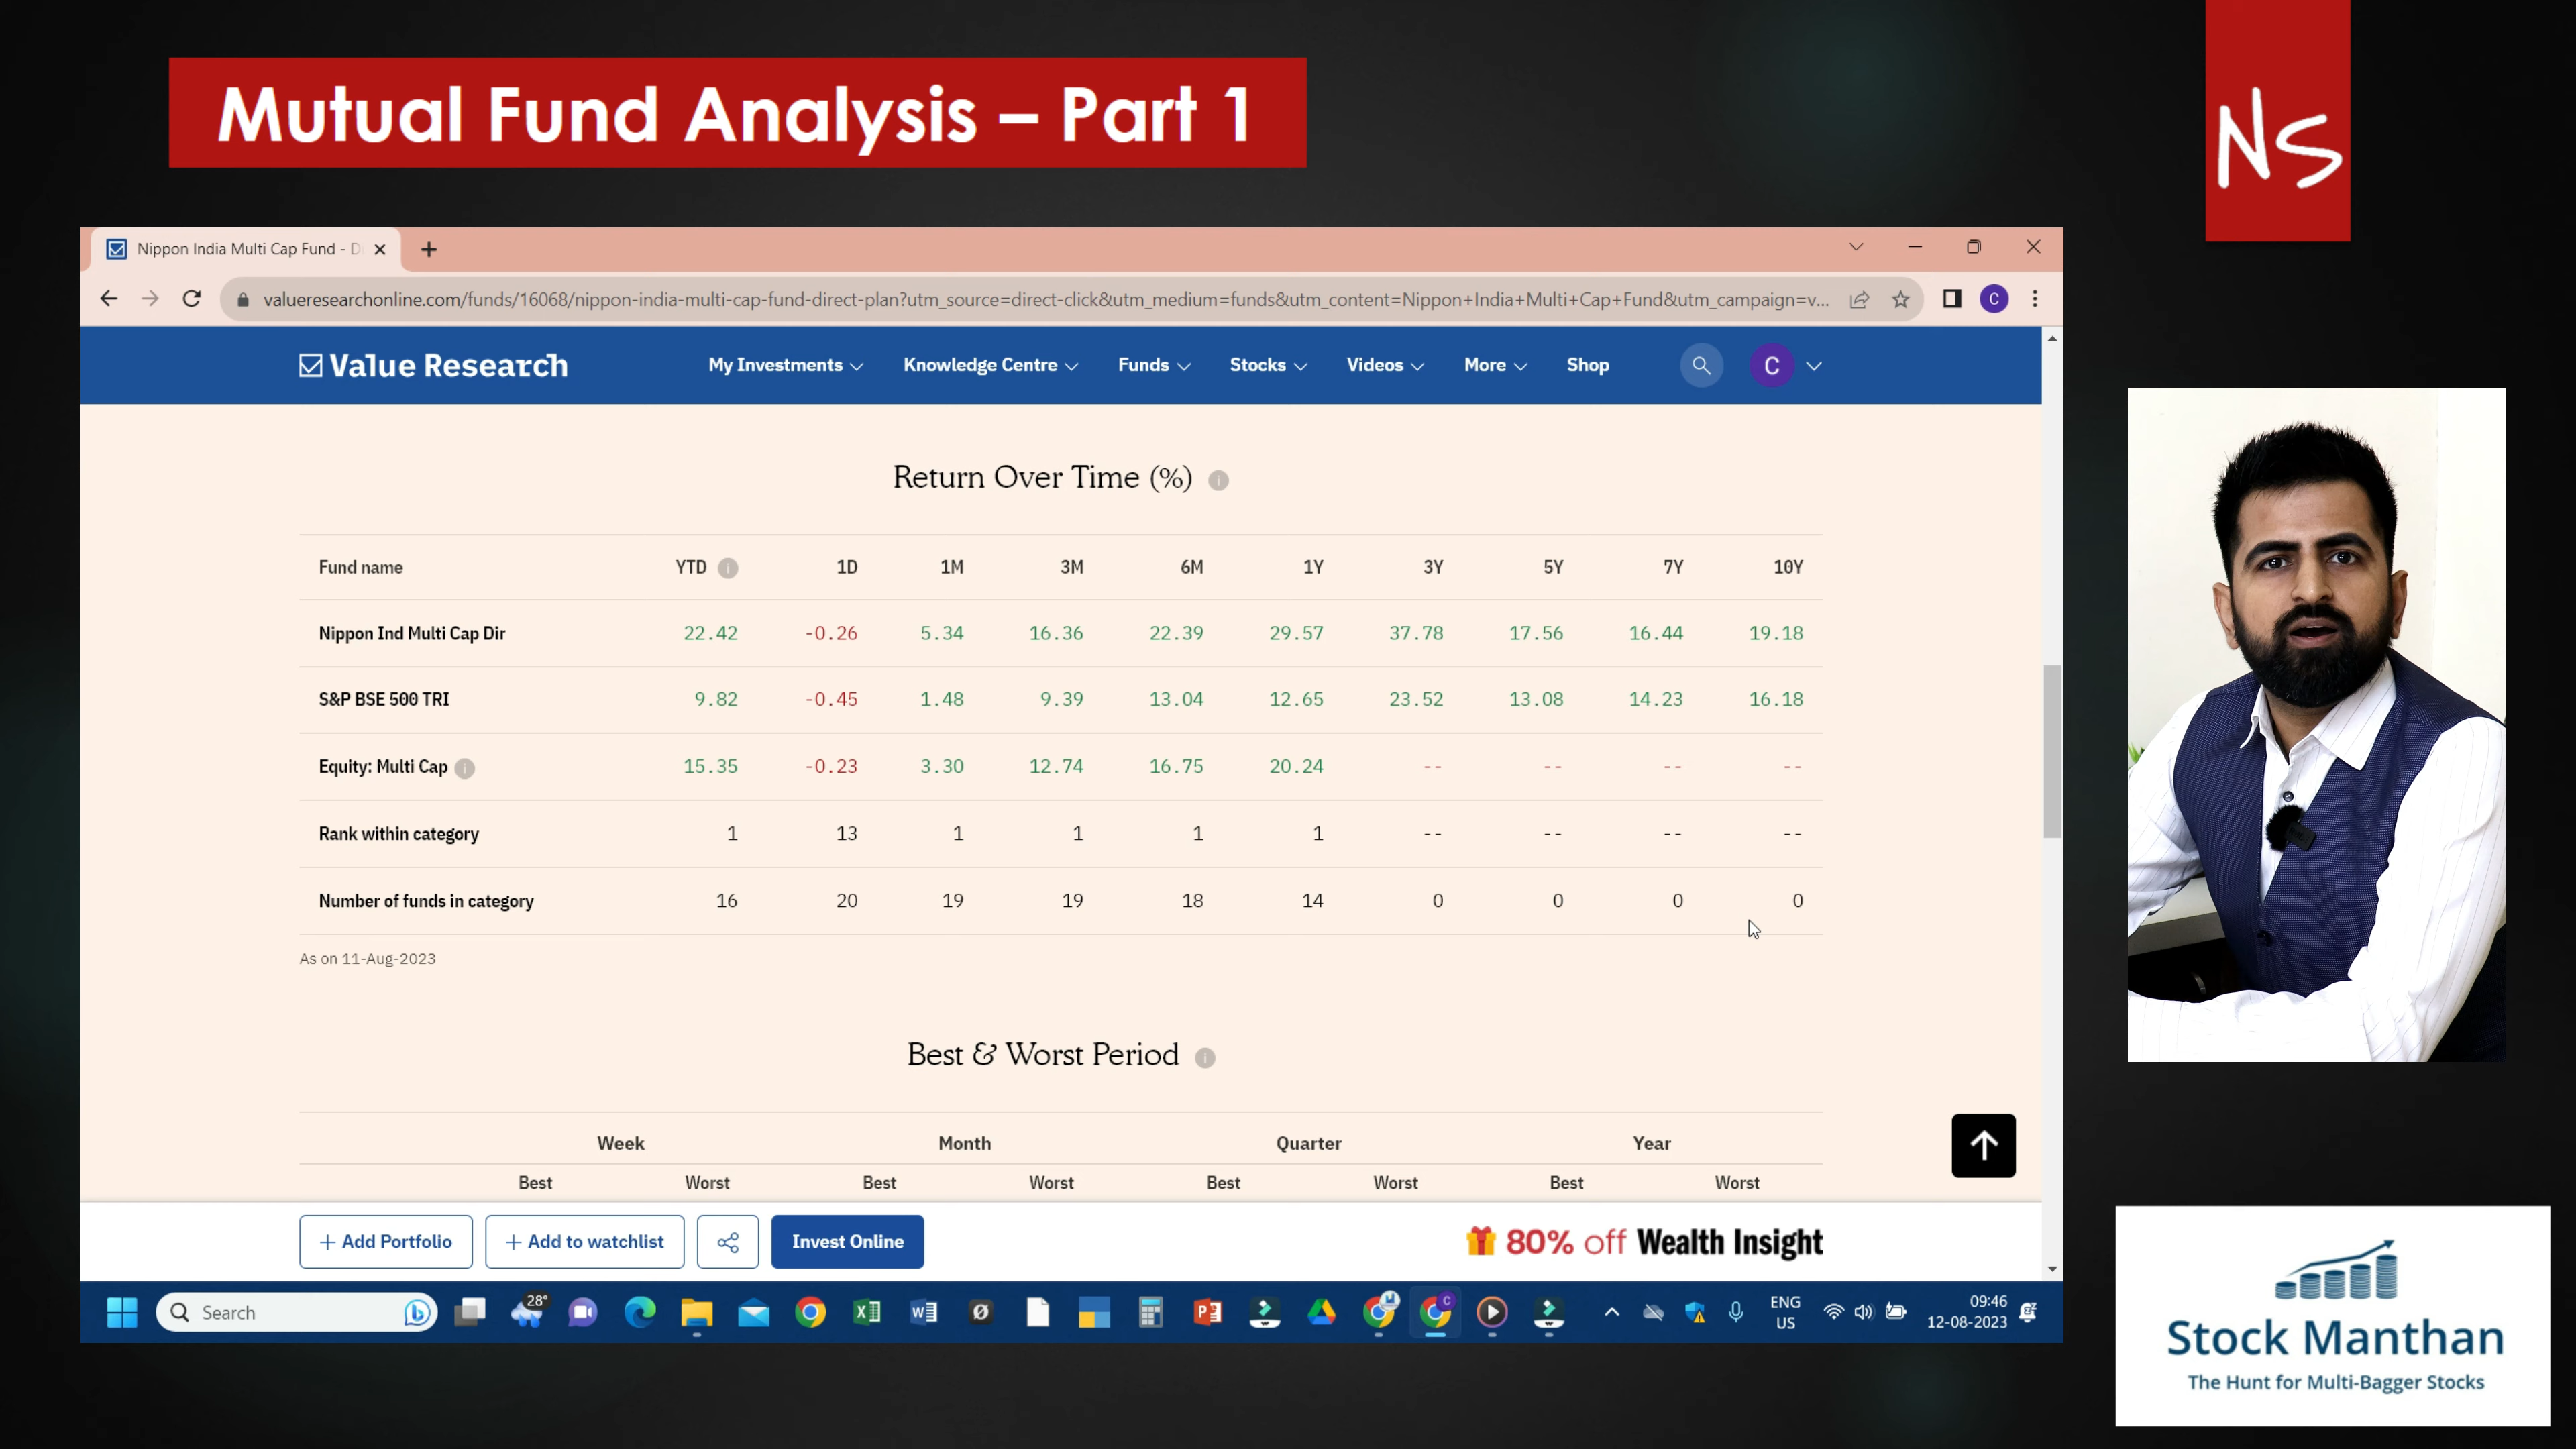 Mutual Fund Analysis – Part 1
NS
Nippon India Multi Cap Fund - D
valueresearchonline.com/funds/16068/nippon-india-multi-cap-fund-direct-plan?utm_source=direct-click&utm_medium=funds&utm_content=Nippon+India+Multi+Cap+Fund&utm_campaign=v...
C
Value Research My Investments Knowledge Centre Funds Stocks Videos More Shop C
Return Over Time (%)
Fund name YTD 1D 1M 3M 6M 1Y 3Y 5Y 7Y 10Y
Nippon Ind Multi Cap Dir 22.42 -0.26 5.34 16.36 22.39 29.57 37.78 17.56 16.44 19.18
S&P BSE 500 TRI 9.82 -0.45 1.48 9.39 13.04 12.65 23.52 13.08 14.23 16.18
Equity: Multi Cap 15.35 -0.23 3.30 12.74 16.75 20.24 -- -- -- --
Rank within category 1 13 1 1 1 1 -- -- -- --
Number of funds in category 16 20 19 19 18 14 0 0 0 0
As on 11-Aug-2023
Best & Worst Period
Week Month Quarter Year
Best Worst Best Worst Best Worst Best Worst
+ Add Portfolio + Add to watchlist Invest Online 80% off Wealth Insight
Search 28° ENG US 09:46 12-08-2023
Stock Manthan
The Hunt for Multi-Bagger Stocks